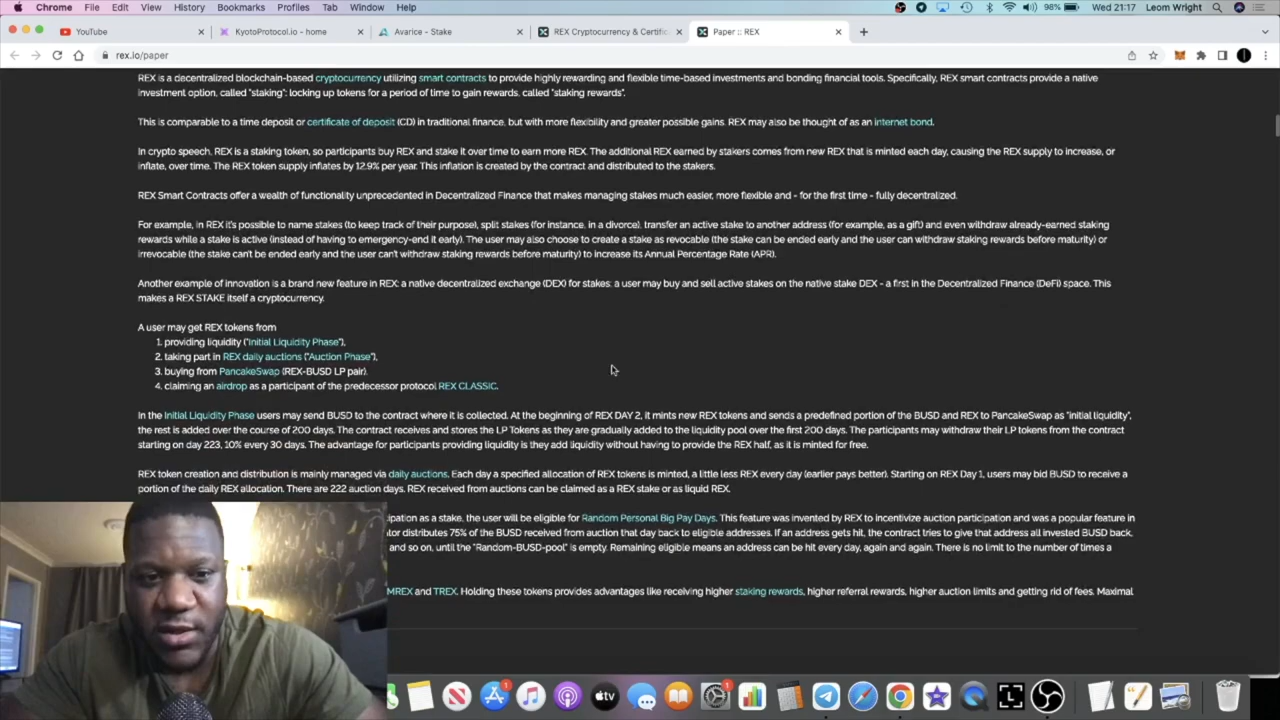 Chrome File Edit View History Bookmarks Profiles Tab Window Help 98% Wed 21:17 Leom Wright
YouTube KyotoProtocol.io - home Avarice - Stake REX Cryptocurrency & Certific Paper :: REX
rex.io/paper
REX is a decentralized blockchain-based cryptocurrency utilizing smart contracts to provide highly rewarding and flexible time-based investments and bonding financial tools. Specifically, REX smart contracts provide a native
investment option, called "staking": locking up tokens for a period of time to gain rewards, called "staking rewards".
This is comparable to a time deposit or certificate of deposit (CD) in traditional finance, but with more flexibility and greater possible gains. REX may also be thought of as an internet bond.
In crypto speech, REX is a staking token, so participants buy REX and stake it over time to earn more REX. The additional REX earned by stakers comes from new REX that is minted each day, causing the REX supply to increase, or
inflate, over time. The REX token supply inflates by 12.9% per year. This inflation is created by the contract and distributed to the stakers.
REX Smart Contracts offer a wealth of functionality unprecedented in Decentralized Finance that makes managing stakes much easier, more flexible and - for the first time - fully decentralized.
For example, in REX it's possible to name stakes (to keep track of their purpose), split stakes (for instance, in a divorce), transfer an active stake to another address (for example, as a gift) and even withdraw already-earned staking
rewards while a stake is active (instead of having to emergency-end it early). The user may also choose to create a stake as revocable (the stake can be ended early and the user can withdraw staking rewards before maturity) or
irrevocable (the stake can't be ended early and the user can't withdraw staking rewards before maturity) to increase its Annual Percentage Rate (APR).
Another example of innovation is a brand new feature in REX: a native decentralized exchange (DEX) for stakes: a user may buy and sell active stakes on the native stake DEX - a first in the Decentralized Finance (DeFi) space. This
makes a REX STAKE itself a cryptocurrency.
A user may get REX tokens from
1. providing liquidity ("Initial Liquidity Phase"),
2. taking part in REX daily auctions ("Auction Phase"),
3. buying from PancakeSwap (REX-BUSD LP pair).
4. claiming an airdrop as a participant of the predecessor protocol REX CLASSIC.
In the Initial Liquidity Phase users may send BUSD to the contract where it is collected. At the beginning of REX DAY 2, it mints new REX tokens and sends a predefined portion of the BUSD and REX to PancakeSwap as "initial liquidity",
the rest is added over the course of 200 days. The contract receives and stores the LP Tokens as they are gradually added to the liquidity pool over the first 200 days. The participants may withdraw their LP tokens from the contract
starting on day 223, 10% every 30 days. The advantage for participants providing liquidity is they add liquidity without having to provide the REX half, as it is minted for free.
REX token creation and distribution is mainly managed via daily auctions. Each day a specified allocation of REX tokens is minted, a little less REX every day (earlier pays better). Starting on REX Day 1, users may bid BUSD to receive a
portion of the daily REX allocation. There are 222 auction days. REX received from auctions can be claimed as a REX stake or as liquid REX.
cipation as a stake, the user will be eligible for Random Personal Big Pay Days. This feature was invented by REX to incentivize auction participation and was a popular feature in
tor distributes 75% of the BUSD received from auctions that day back to eligible addresses. If an address gets hit, the contract tries to give that address all invested BUSD back,
and so on, until the "Random-BUSD-pool" is empty. Remaining eligible means an address can be hit every day, again and again. There is no limit to the number of times a
MREX and TREX. Holding these tokens provides advantages like receiving higher staking rewards, higher referral rewards, higher auction limits and getting rid of fees. Maximal
1 tv 1